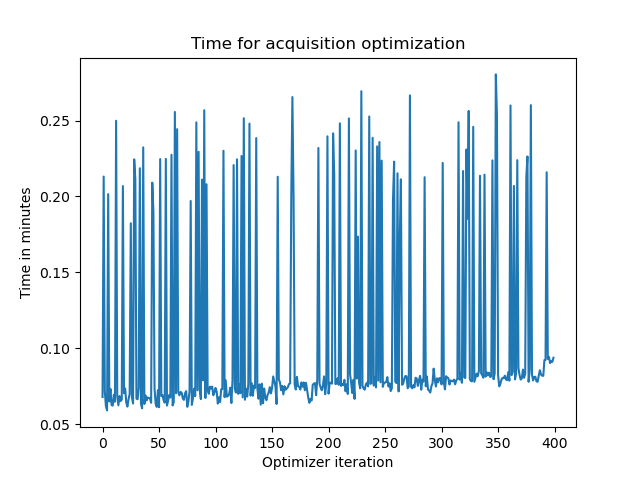 Time for acquisition optimization
Time in minutes
0.25
0.20
0.15
0.10
0.05
0 50 100 150 200 250 300 350 400
Optimizer iteration